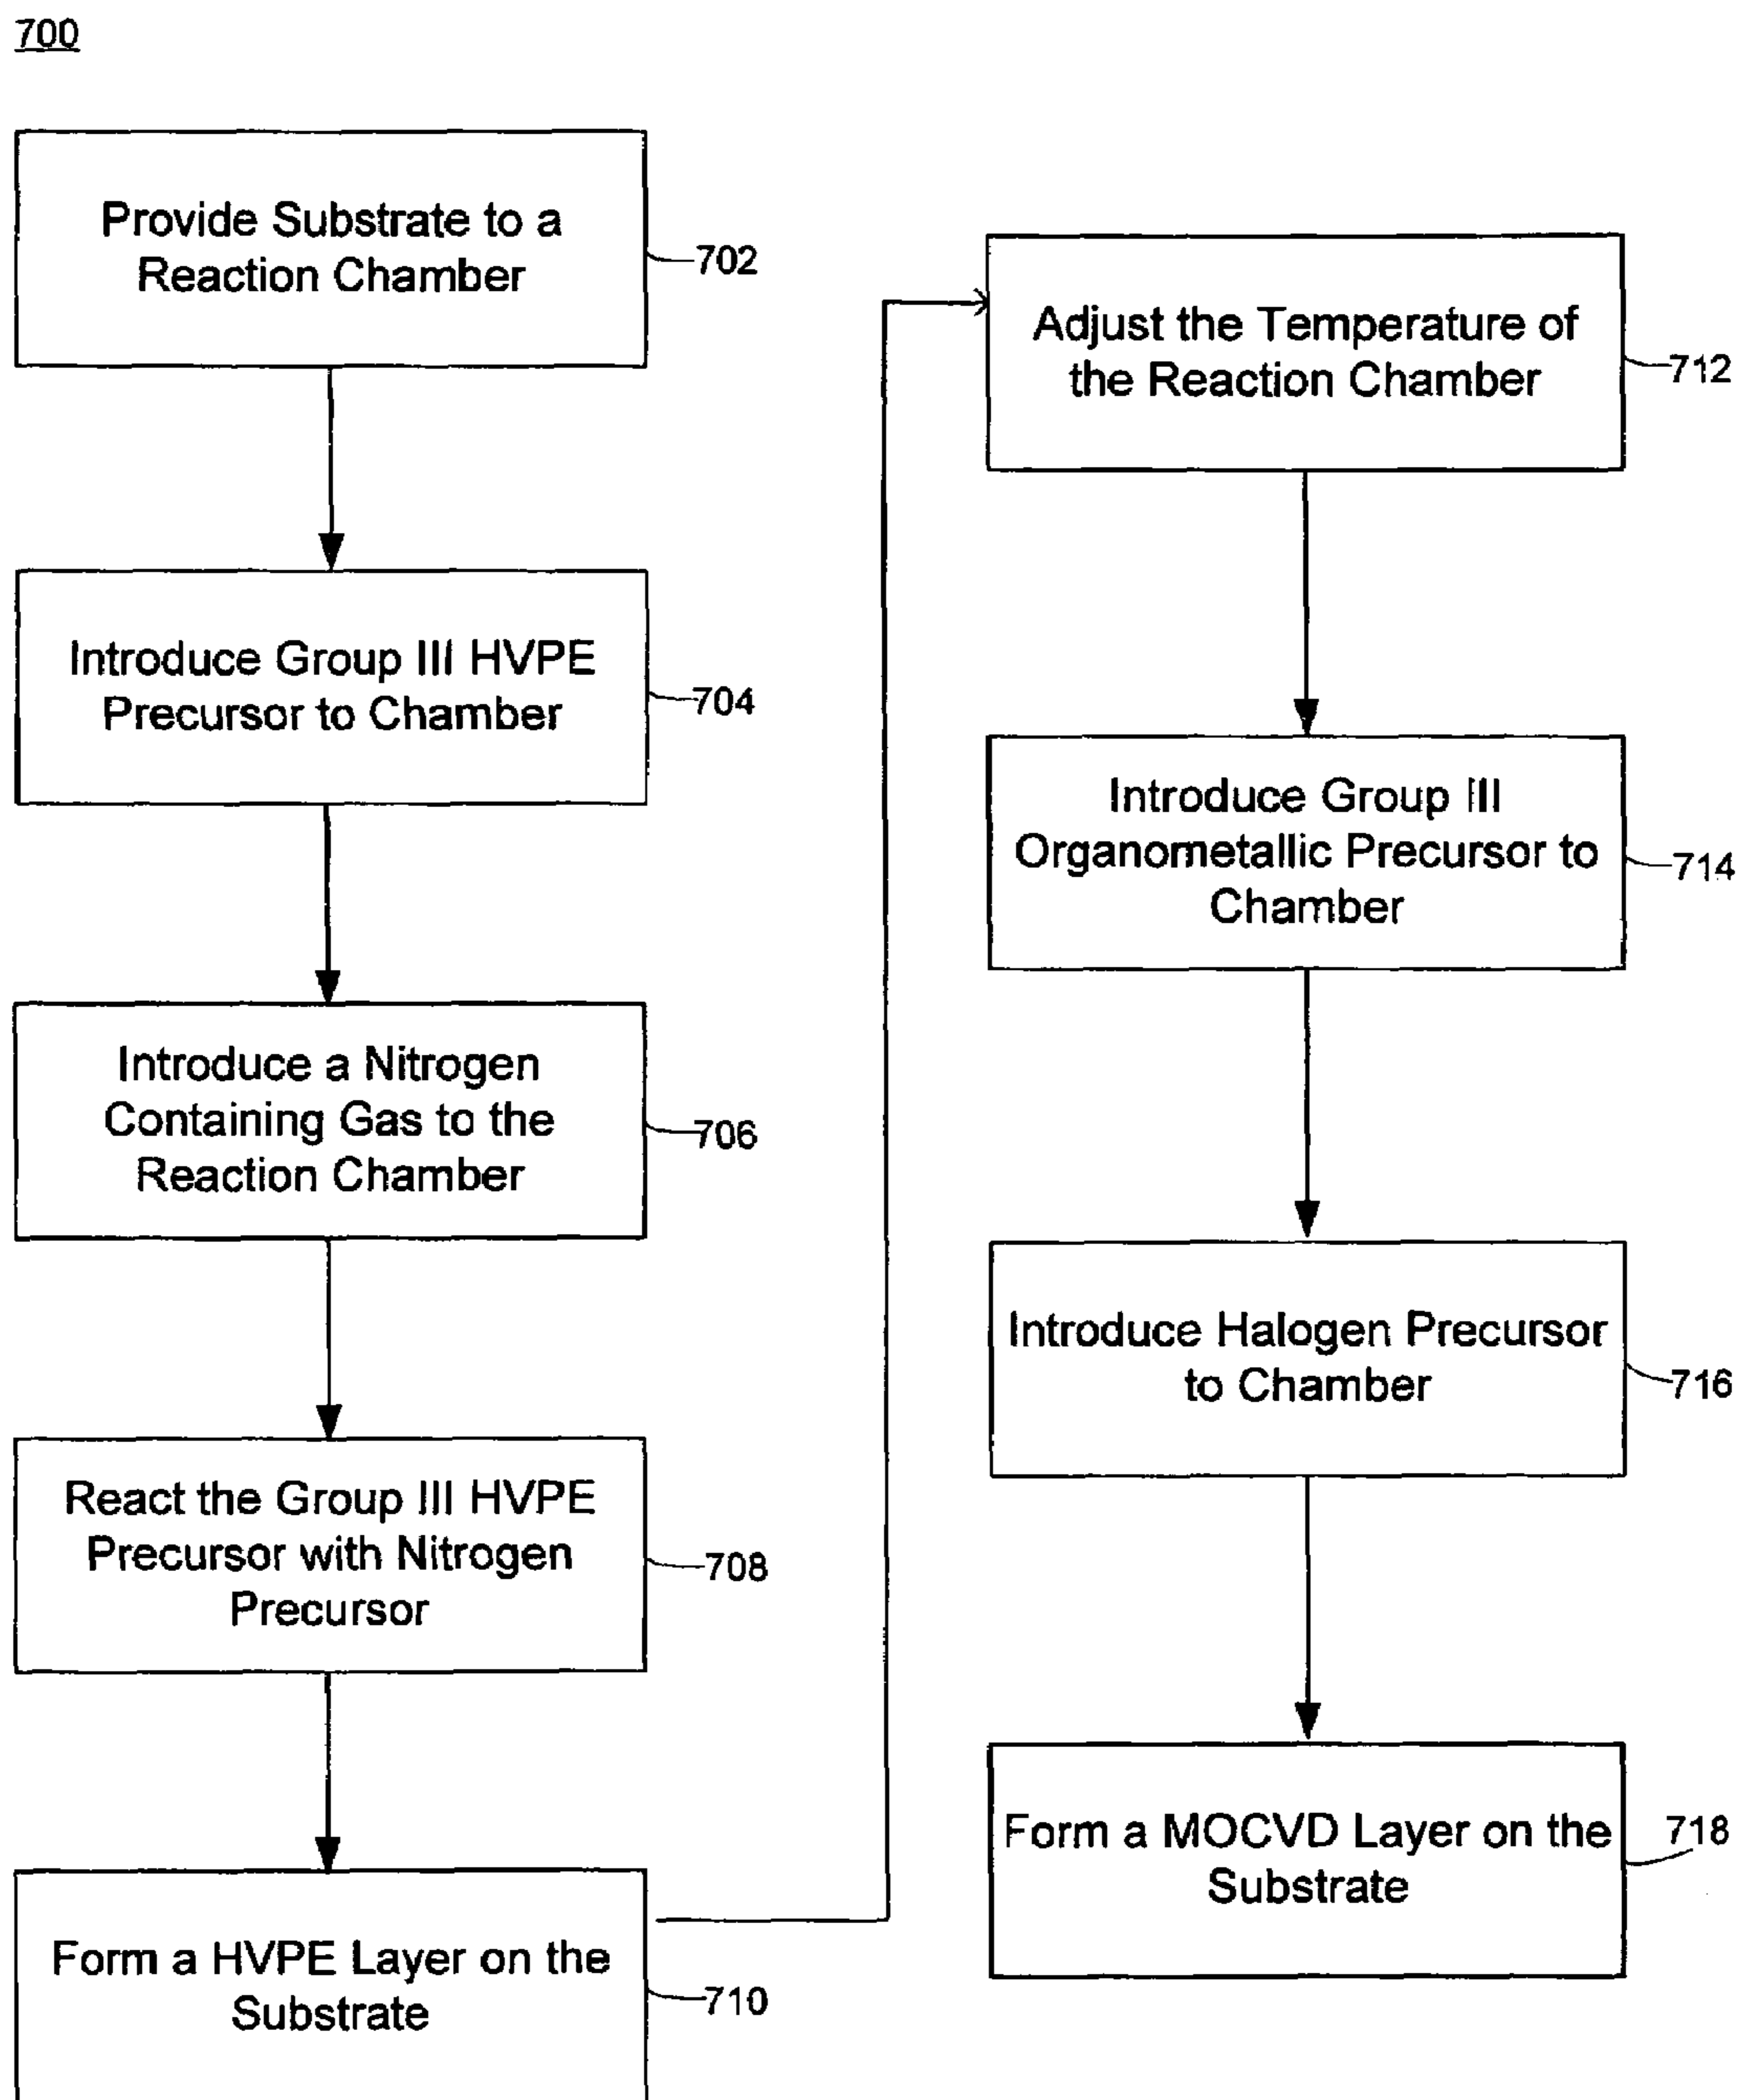 700
Provide Substrate to a
Reaction Chamber
702
Introduce Group III HVPE
Precursor to Chamber
704
Introduce a Nitrogen
Containing Gas to the
Reaction Chamber
706
React the Group III HVPE
Precursor with Nitrogen
Precursor
708
Form a HVPE Layer on the
Substrate
710
Adjust the Temperature of
the Reaction Chamber
712
Introduce Group III
Organometallic Precursor to
Chamber
714
Introduce Halogen Precursor
to Chamber
716
Form a MOCVD Layer on the
Substrate
718